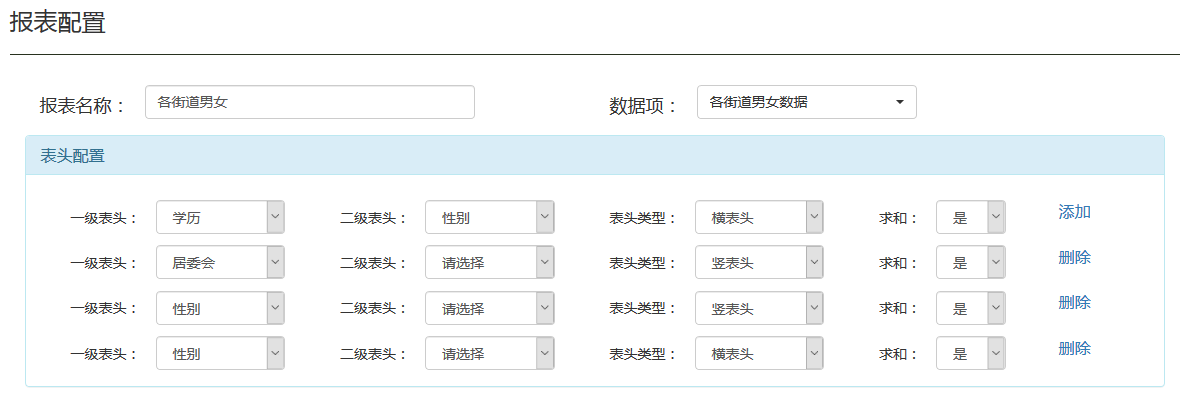 报表配置
报表名称： 各街道男女 数据项： 各街道男女数据
表头配置
一级表头： 学历 二级表头： 性别 表头类型： 横表头 求和： 是 添加
一级表头： 居委会 二级表头： 请选择 表头类型： 竖表头 求和： 是 删除
一级表头： 性别 二级表头： 请选择 表头类型： 竖表头 求和： 是 删除
一级表头： 性别 二级表头： 请选择 表头类型： 横表头 求和： 是 删除